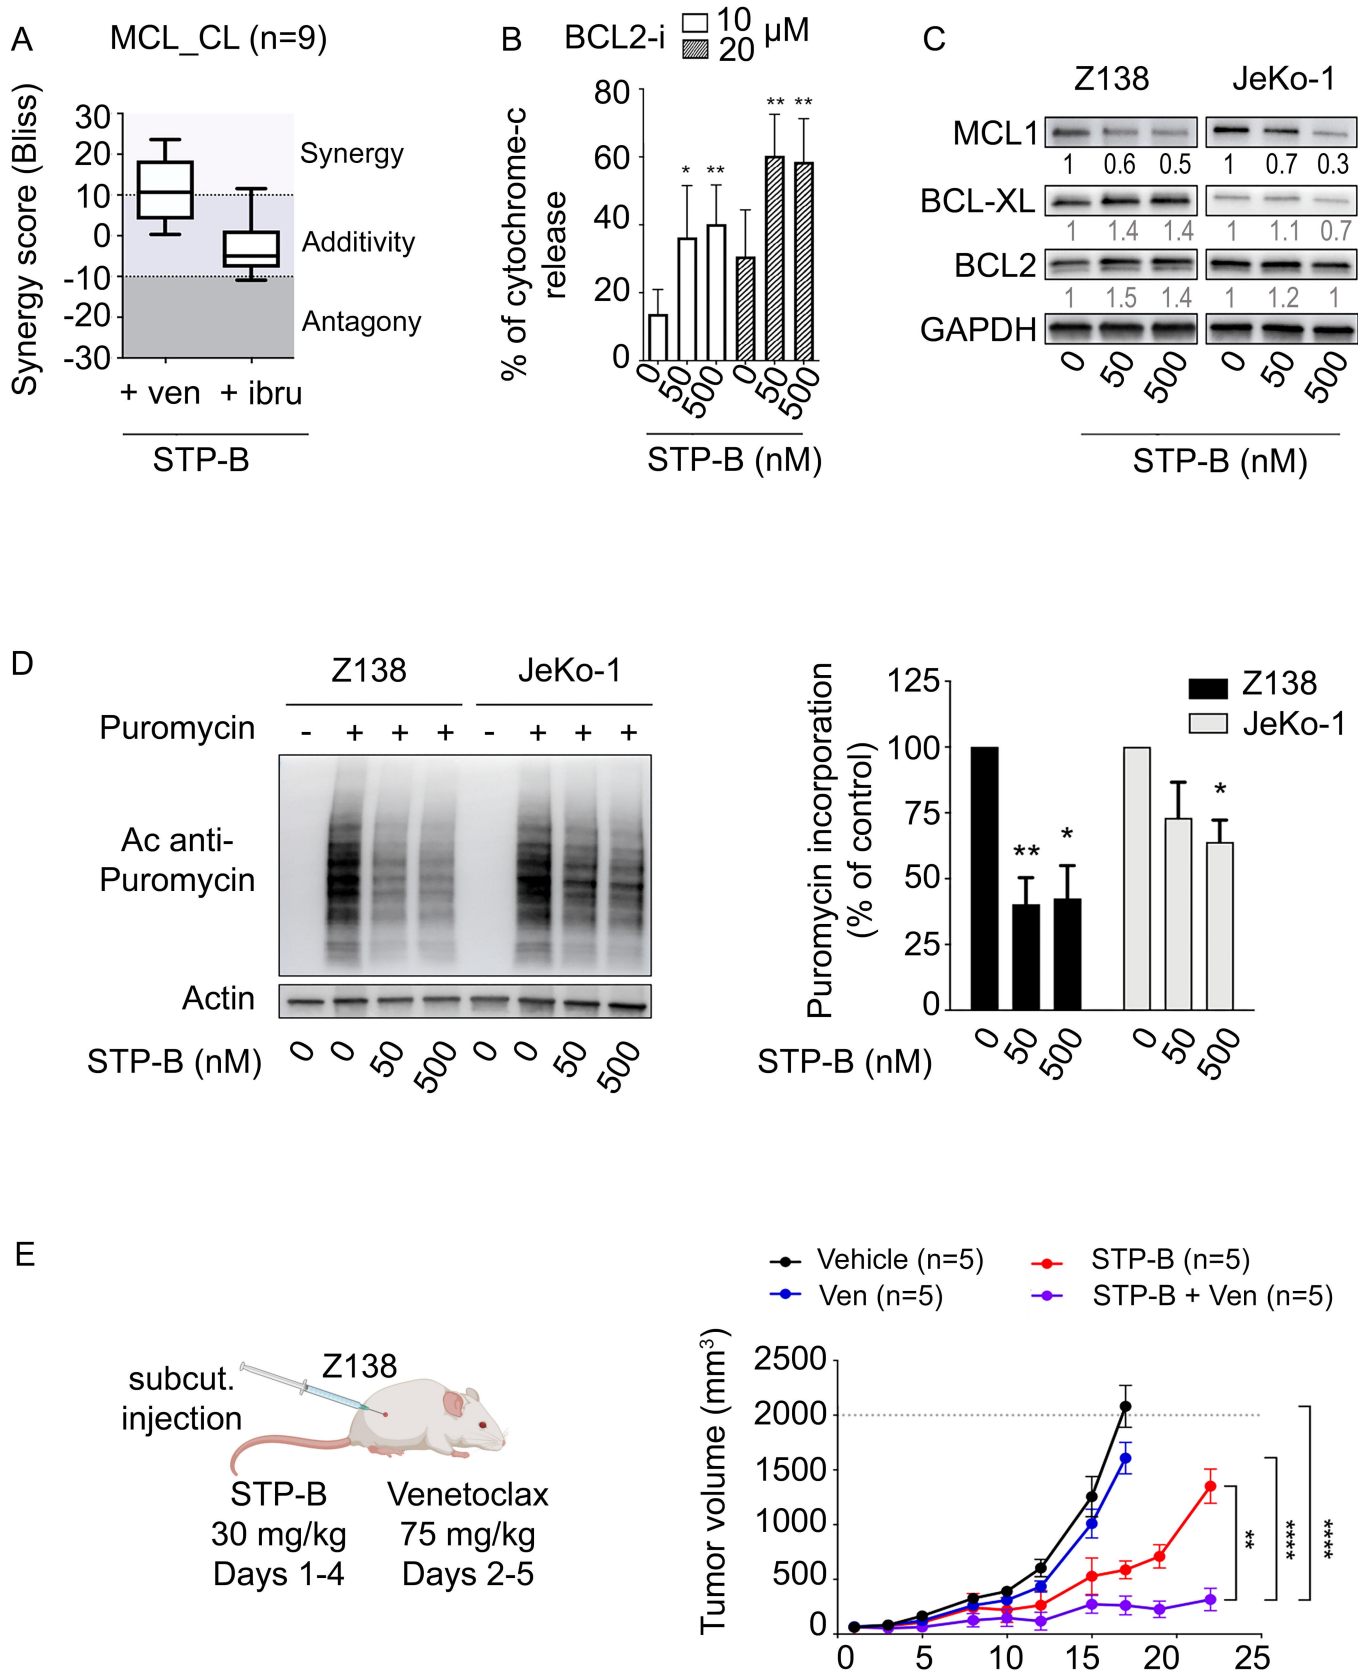 A
MCL_CL (n=9)
Synergy score (Bliss)
30
20
10
0
-10
-20
-30
Synergy
Additivity
Antagony
+ ven
+ ibru
STP-B
B
BCL2-i
10
20
µM
% of cytochrome-c
release
80
60
40
20
0
*
**
**
**
0
50
500
0
50
500
STP-B (nM)
C
Z138
JeKo-1
MCL1
1 0.6 0.5 1 0.7 0.3
BCL-XL
1 1.4 1.4 1 1.1 0.7
BCL2
1 1.5 1.4 1 1.2 1
GAPDH
0 50 500 0 50 500
STP-B (nM)
D
Z138
JeKo-1
Puromycin - + + + - + + +
Ac anti-
Puromycin
Actin
STP-B (nM) 0 0 50 500 0 0 50 500
Puromycin incorporation
(% of control)
125
100
75
50
25
0
Z138
JeKo-1
**
*
*
STP-B (nM) 0 50 500 0 50 500
E
subcut.
injection
Z138
STP-B
30 mg/kg
Days 1-4
Venetoclax
75 mg/kg
Days 2-5
Vehicle (n=5)
Ven (n=5)
STP-B (n=5)
STP-B + Ven (n=5)
Tumor volume (mm³)
2500
2000
1500
1000
500
0
0 5 10 15 20 25
**
****
****